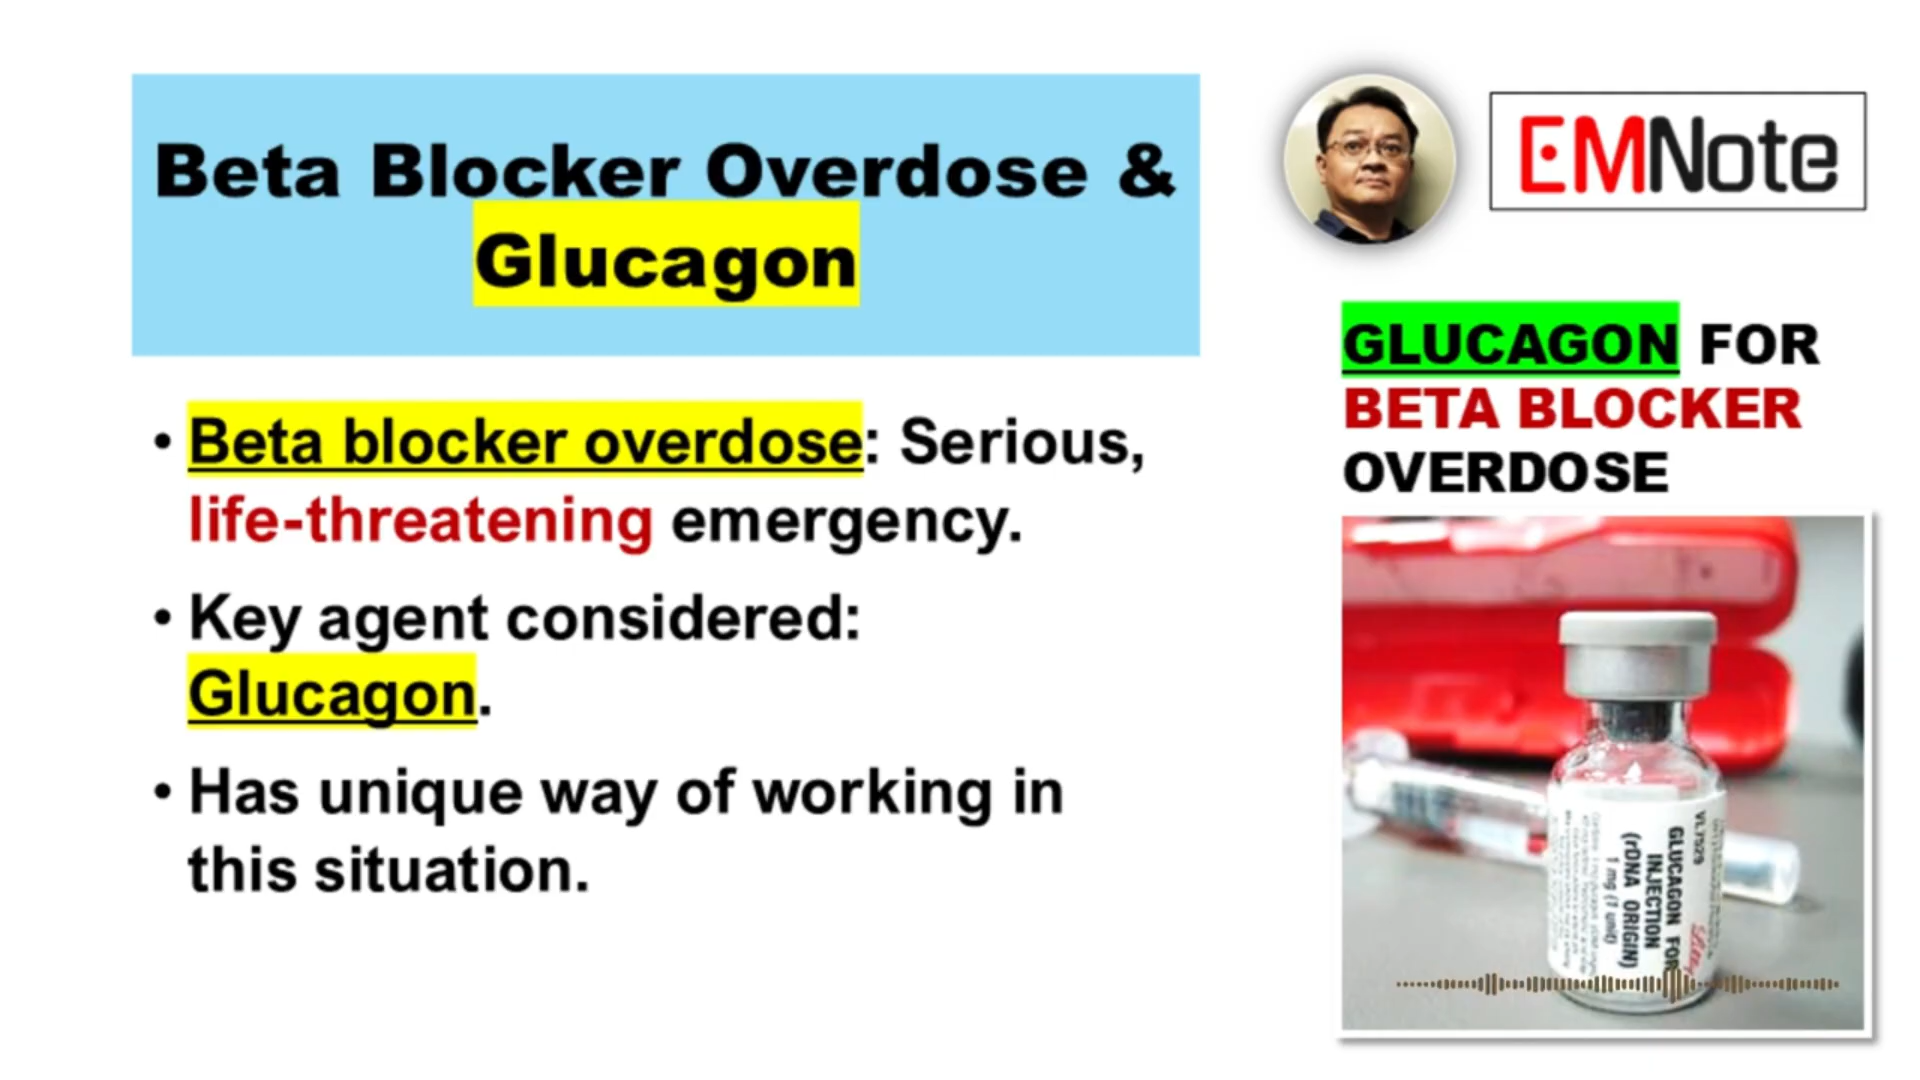 Beta Blocker Overdose &
Glucagon
• Beta blocker overdose: Serious,
life-threatening emergency.
• Key agent considered:
Glucagon.
• Has unique way of working in
this situation.
EMNote
GLUCAGON FOR
BETA BLOCKER
OVERDOSE
VL7529
GLUCAGON FOR
INJECTION
(rDNA ORIGIN)
1 mg (1 unit)